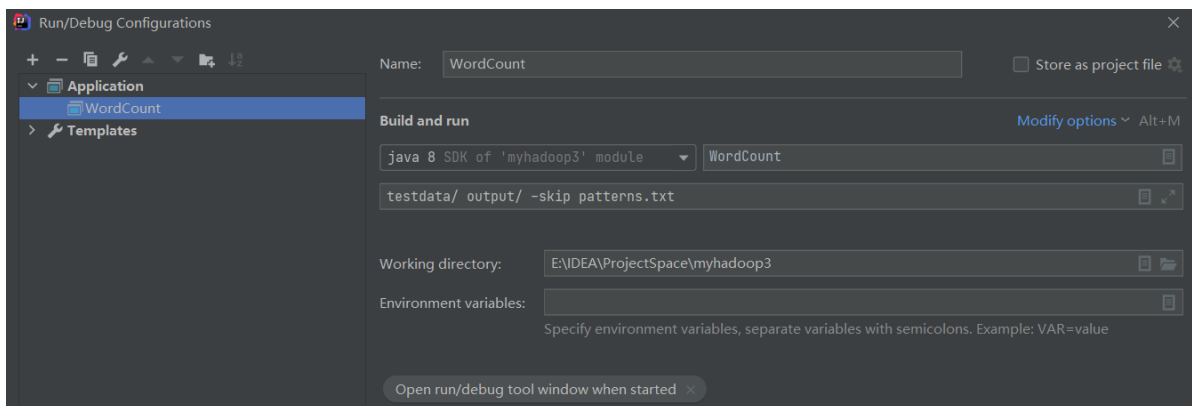 Run/Debug Configurations
Application
WordCount
Templates
Name: WordCount Store as project file
Build and run Modify options Alt+M
java 8 SDK of 'myhadoop3' module WordCount
testdata/ output/ -skip patterns.txt
Working directory: E:\IDEA\ProjectSpace\myhadoop3
Environment variables:
Specify environment variables, separate variables with semicolons. Example: VAR=value
Open run/debug tool window when started ×